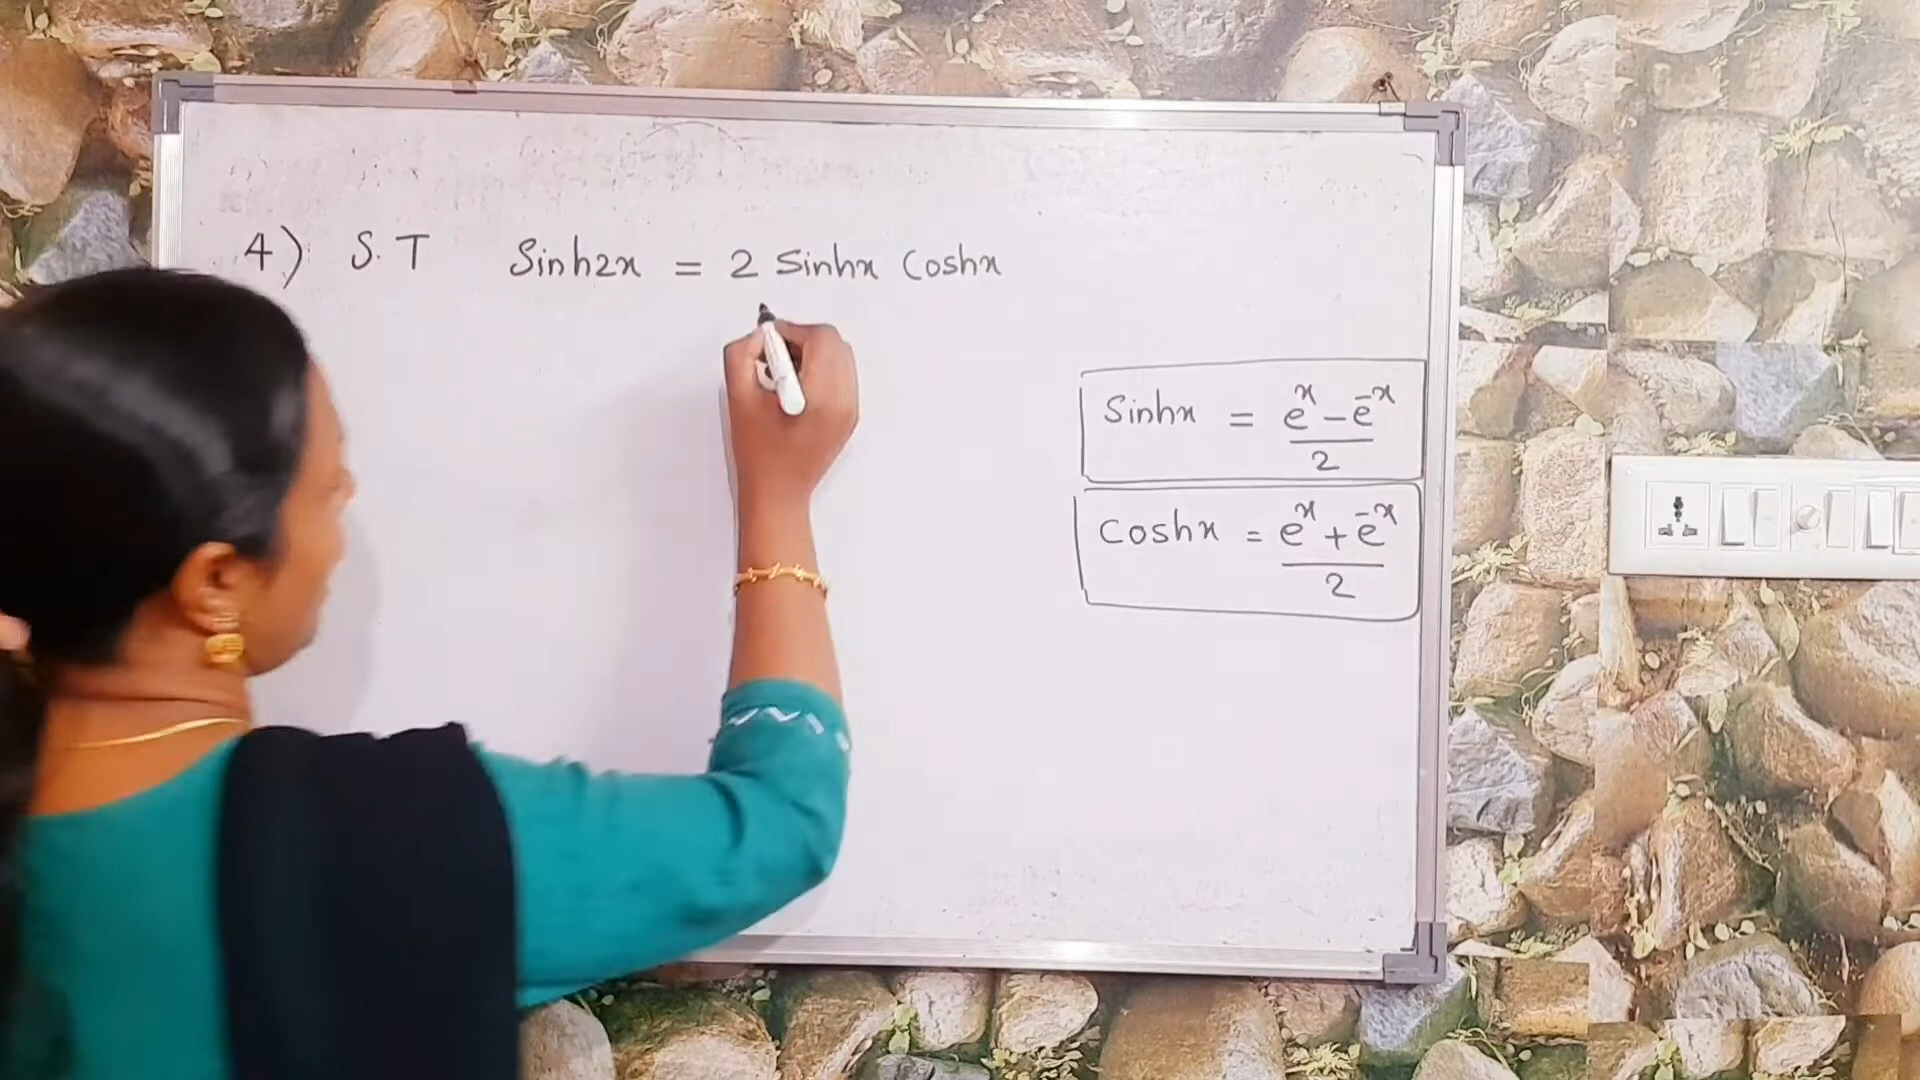 4) S.T Sinh2x = 2 Sinhx Coshx
Sinhx = e^x - e^-x / 2
Coshx = e^x + e^-x / 2